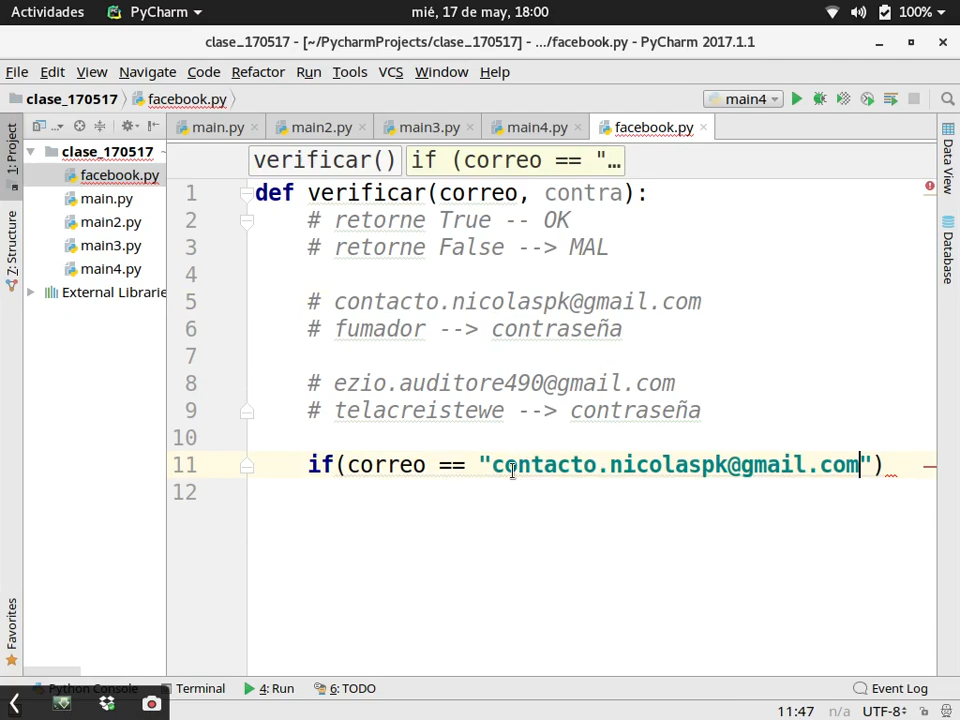 Actividades PyCharm mié, 17 de may, 18:00 100%
clase_170517 - [~/PycharmProjects/clase_170517] - .../facebook.py - PyCharm 2017.1.1
File Edit View Navigate Code Refactor Run Tools VCS Window Help
clase_170517 facebook.py main4
... main.py main2.py main3.py main4.py facebook.py
1: Project
7: Structure
Favorites
clase_170517 ~
facebook.py
main.py
main2.py
main3.py
main4.py
External Librarie
verificar() if (correo == "...
1 def verificar(correo, contra):
2 # retorne True -- OK
3 # retorne False --> MAL
4
5 # contacto.nicolaspk@gmail.com
6 # fumador --> contraseña
7
8 # ezio.auditore490@gmail.com
9 # telacreistewe --> contraseña
10
11 if(correo == "contacto.nicolaspk@gmail.com")
12
Data View
Database
Python Console Terminal 4: Run 6: TODO Event Log
11:47 n/a UTF-8